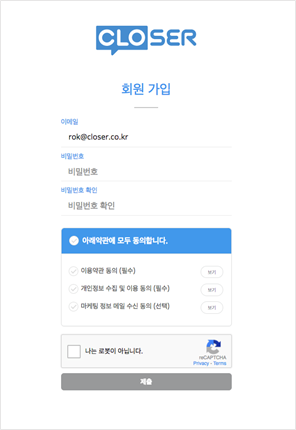 CLOSER
회원 가입
이메일
rok@closer.co.kr
비밀번호
비밀번호
비밀번호 확인
비밀번호 확인
아래약관에 모두 동의합니다.
이용약관 동의 (필수) 보기
개인정보 수집 및 이용 동의 (필수) 보기
마케팅 정보 메일 수신 동의 (선택) 보기
나는 로봇이 아닙니다.
reCAPTCHA
Privacy - Terms
제출